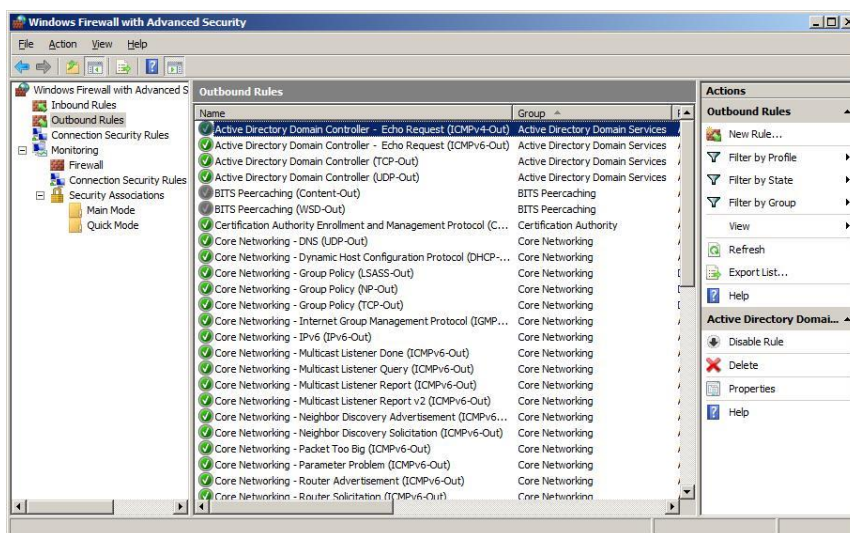 Windows Firewall with Advanced Security
File Action View Help
Windows Firewall with Advanced S
Inbound Rules
Outbound Rules
Connection Security Rules
Monitoring
Firewall
Connection Security Rules
Security Associations
Main Mode
Quick Mode
Outbound Rules
Name Group
Active Directory Domain Controller - Echo Request (ICMPv4-Out) Active Directory Domain Services
Active Directory Domain Controller - Echo Request (ICMPv6-Out) Active Directory Domain Services
Active Directory Domain Controller (TCP-Out) Active Directory Domain Services
Active Directory Domain Controller (UDP-Out) Active Directory Domain Services
BITS Peercaching (Content-Out) BITS Peercaching
BITS Peercaching (WSD-Out) BITS Peercaching
Certification Authority Enrollment and Management Protocol (C... Certification Authority
Core Networking - DNS (UDP-Out) Core Networking
Core Networking - Dynamic Host Configuration Protocol (DHCP-... Core Networking
Core Networking - Group Policy (LSASS-Out) Core Networking
Core Networking - Group Policy (NP-Out) Core Networking
Core Networking - Group Policy (TCP-Out) Core Networking
Core Networking - Internet Group Management Protocol (IGMP... Core Networking
Core Networking - IPv6 (IPv6-Out) Core Networking
Core Networking - Multicast Listener Done (ICMPv6-Out) Core Networking
Core Networking - Multicast Listener Query (ICMPv6-Out) Core Networking
Core Networking - Multicast Listener Report (ICMPv6-Out) Core Networking
Core Networking - Multicast Listener Report v2 (ICMPv6-Out) Core Networking
Core Networking - Neighbor Discovery Advertisement (ICMPv6... Core Networking
Core Networking - Neighbor Discovery Solicitation (ICMPv6-Out) Core Networking
Core Networking - Packet Too Big (ICMPv6-Out) Core Networking
Core Networking - Parameter Problem (ICMPv6-Out) Core Networking
Core Networking - Router Advertisement (ICMPv6-Out) Core Networking
Core Networking - Router Solicitation (ICMPv6-Out) Core Networking
Actions
Outbound Rules
New Rule...
Filter by Profile
Filter by State
Filter by Group
View
Refresh
Export List...
Help
Active Directory Domai...
Disable Rule
Delete
Properties
Help